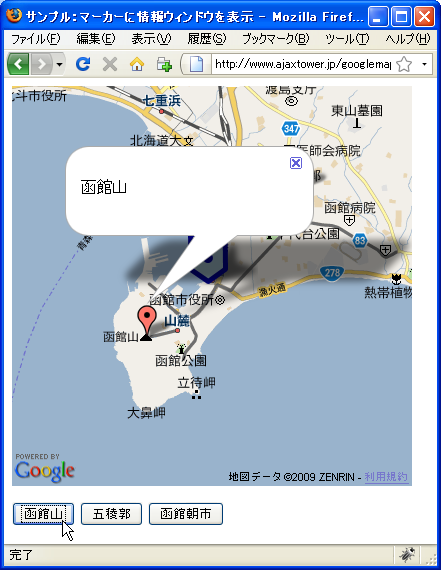 サンプル:マーカーに情報ウィンドウを表示 - Mozilla Firef...
ファイル(F) 編集(E) 表示(V) 履歴(S) ブックマーク(B) ツール(T) ヘルプ(H)
http://www.ajaxtower.jp/googlemap
北斗市役所
七重浜
渡島支庁
東山墓園
北海道大
347
医師会病院
函館山
函館病院
代台公園
83
青森
278
漁火通
熱帯植物
函館市役所
山麓
函館山
函館公園
立待岬
大鼻岬
POWERED BY
Google
地図データ ©2009 ZENRIN - 利用規約
函館山 五稜郭 函館朝市
完了